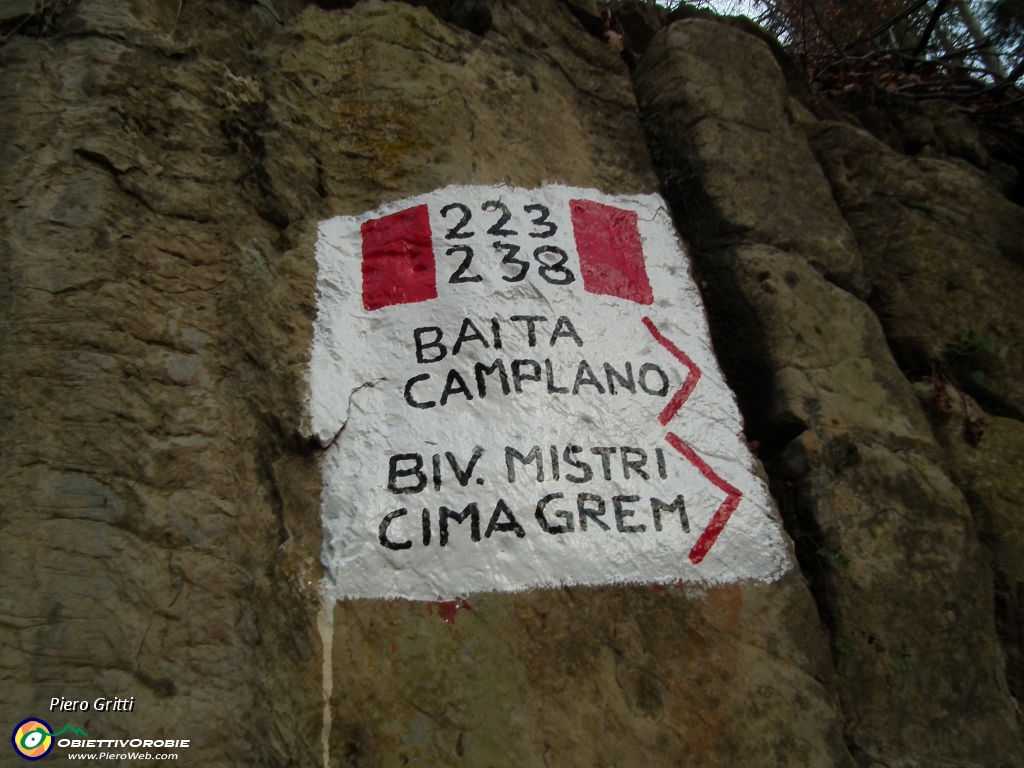 223
238
BAITA
CAMPLANO
BIV. MISTRI
CIMA GREM
Piero Gritti
OBIETTIVOROBIE
www.PieroWeb.com